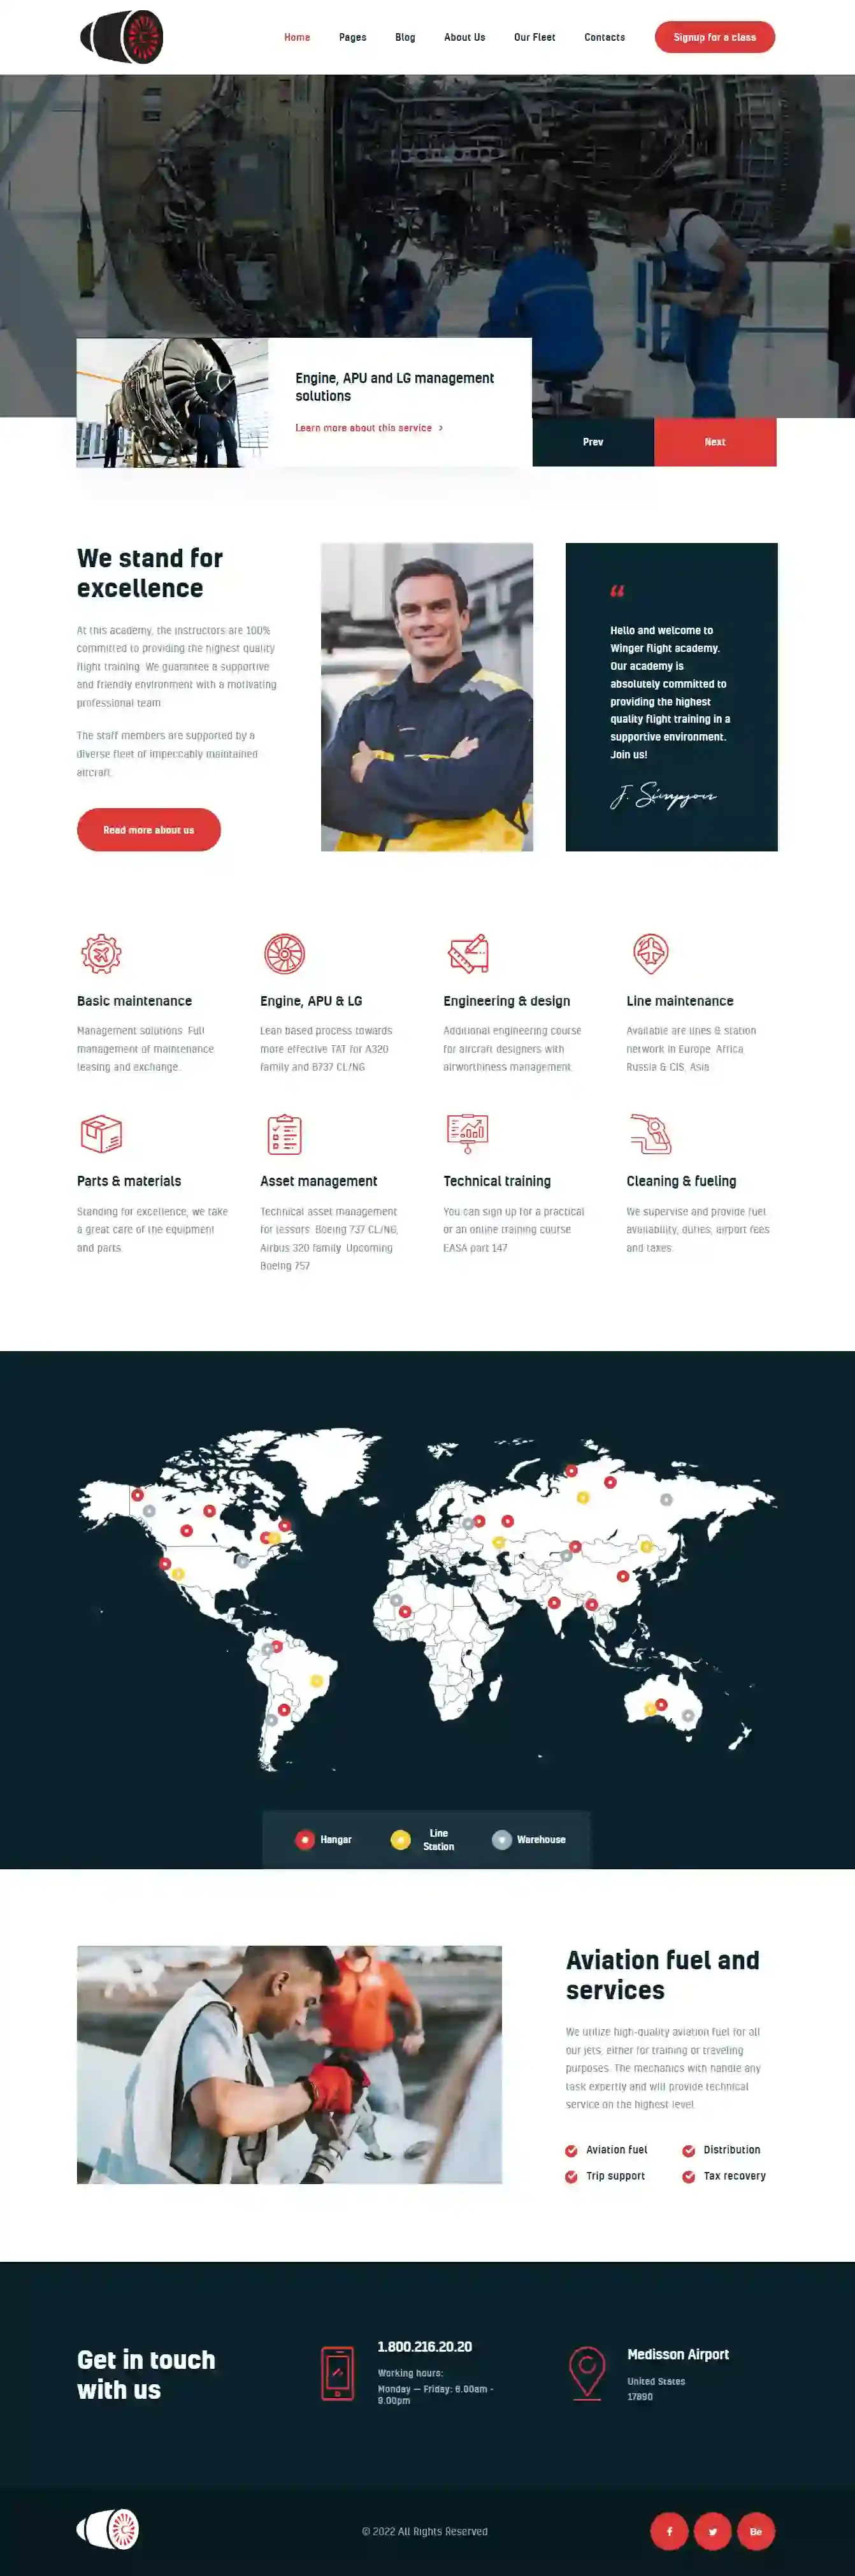 Home
Pages
Blog
About Us
Our Fleet
Contacts
Signup for a class
Engine, APU and LG management
solutions
Learn more about this service >
Prev
Next
We stand for
excellence
At this academy, the instructors are 100%
committed to providing the highest quality
flight training. We guarantee a supportive
and friendly environment with a motivating
professional team.
The staff members are supported by a
diverse fleet of impeccably maintained
aircraft.
Read more about us
“
Hello and welcome to
Winger flight academy.
Our academy is
absolutely committed to
providing the highest
quality flight training in a
supportive environment.
Join us!
J. Simpson
Basic maintenance
Management solutions. Full
management of maintenance
leasing and exchange.
Engine, APU & LG
Lean based process towards
more effective TAT for A320
family and B737 CL/NG
Engineering & design
Additional engineering course
for aircraft designers with
airworthiness management.
Line maintenance
Available are lines & station
network in Europe, Africa,
Russia & CIS, Asia
Parts & materials
Standing for excellence, we take
a great care of the equipment
and parts.
Asset management
Technical asset management
for lessors: Boeing 737 CL/NG,
Airbus 320 family. Upcoming
Boeing 757
Technical training
You can sign up for a practical
or an online training course
EASA part 147
Cleaning & fueling
We supervise and provide fuel
availability, duties, airport fees
and taxes.
Hangar
Line
Station
Warehouse
Aviation fuel and
services
We utilize high-quality aviation fuel for all
our jets, either for training or traveling
purposes. The mechanics with handle any
task expertly and will provide technical
service on the highest level.
Aviation fuel
Distribution
Trip support
Tax recovery
Get in touch
with us
1.800.216.20.20
Working hours:
Monday — Friday: 6.00am -
9.00pm
Medisson Airport
United States
17890
© 2022 All Rights Reserved
f
Bē